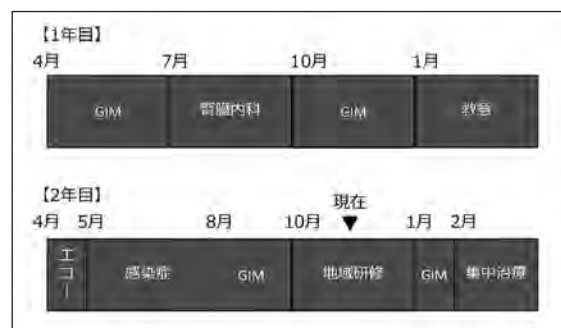 【1年目】
4月 7月 10月 1月
GIM 腎臓内科 GIM 救急
【2年目】
現在
4月 5月 8月 10月 1月 2月
エコー 感染症 GIM 地域研修 GIM 集中治療